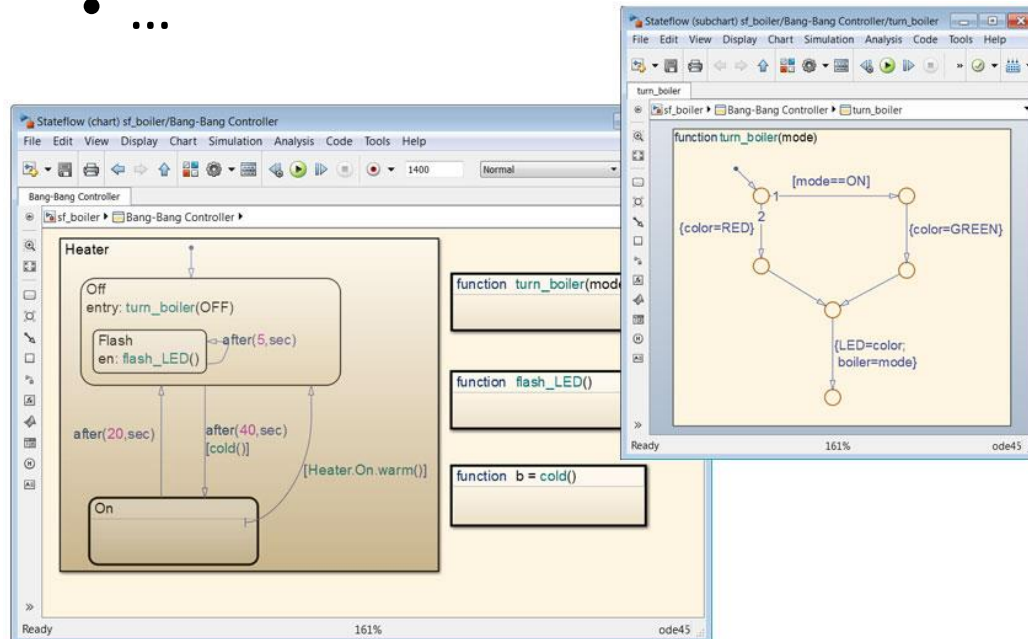 ...
Stateflow (chart) sf_boiler/Bang-Bang Controller
File Edit View Display Chart Simulation Analysis Code Tools Help
1400 Normal
Bang-Bang Controller
sf_boiler Bang-Bang Controller
Heater
Off
entry: turn_boiler(OFF)
Flash
en: flash_LED()
after(5,sec)
after(20,sec)
after(40,sec)
[cold()]
[Heater.On.warm()]
On
function turn_boiler(mode
function flash_LED()
function b = cold()
Ready 161% ode45
Stateflow (subchart) sf_boiler/Bang-Bang Controller/turn_boiler
File Edit View Display Chart Simulation Analysis Code Tools Help
turn_boiler
sf_boiler Bang-Bang Controller turn_boiler
function turn_boiler(mode)
[mode==ON]
1
2
{color=RED}
{color=GREEN}
{LED=color;
boiler=mode}
Ready 161% ode45